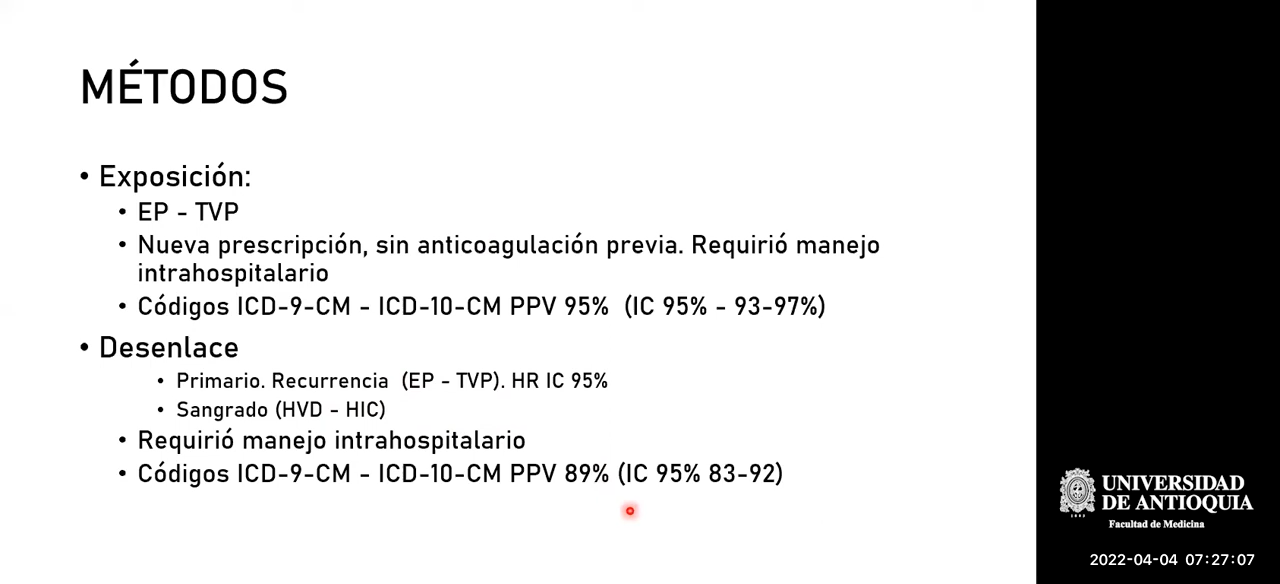 MÉTODOS
• Exposición:
• EP - TVP
• Nueva prescripción, sin anticoagulación previa. Requirió manejo
intrahospitalario
• Códigos ICD-9-CM - ICD-10-CM PPV 95% (IC 95% - 93-97%)
• Desenlace
• Primario. Recurrencia (EP - TVP). HR IC 95%
• Sangrado (HVD - HIC)
• Requirió manejo intrahospitalario
• Códigos ICD-9-CM - ICD-10-CM PPV 89% (IC 95% 83-92)
UNIVERSIDAD
DE ANTIOQUIA
Facultad de Medicina
2022-04-04 07:27:07